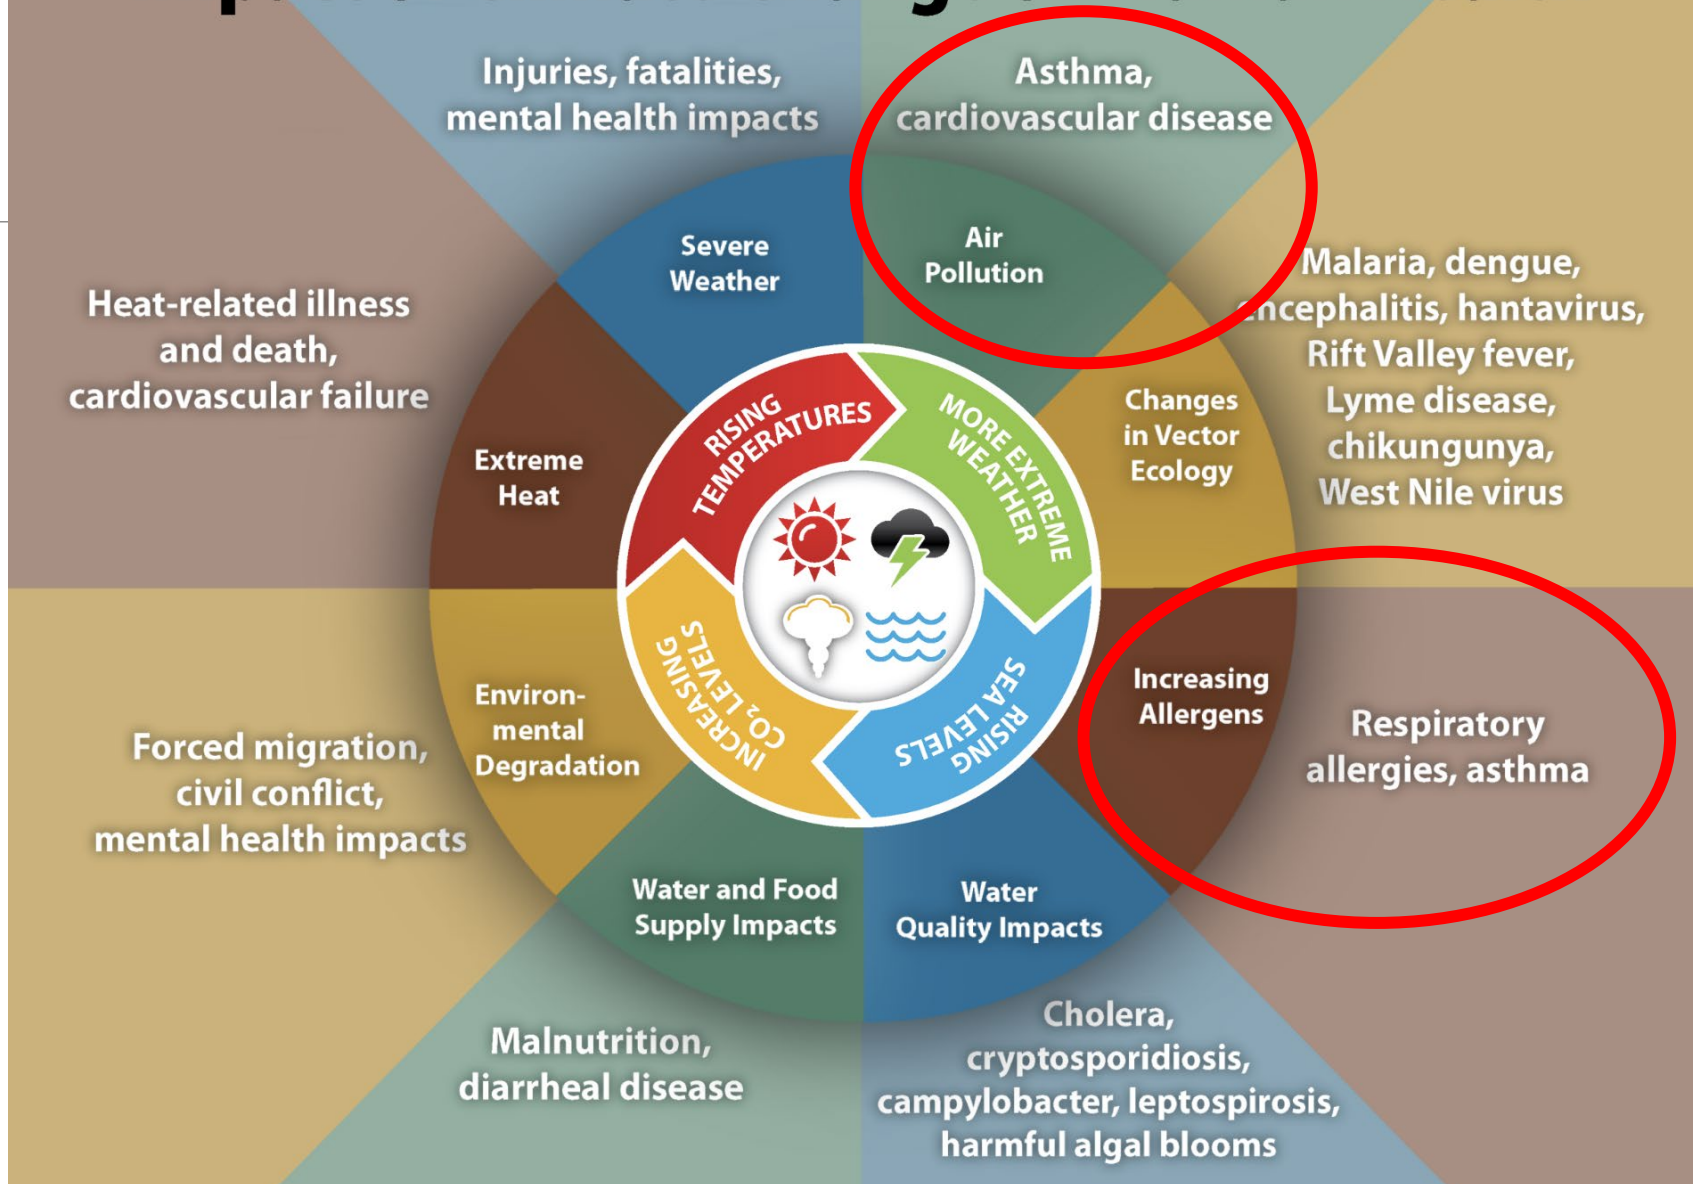 Injuries, fatalities,
mental health impacts
Asthma,
cardiovascular disease
Severe
Weather
Air
Pollution
Heat-related illness
and death,
cardiovascular failure
Malaria, dengue,
encephalitis, hantavirus,
Rift Valley fever,
Lyme disease,
chikungunya,
West Nile virus
Extreme
Heat
Changes
in Vector
Ecology
RISING
TEMPERATURES
MORE EXTREME
WEATHER
INCREASING
CO₂ LEVELS
RISING
SEA LEVELS
Environ-
mental
Degradation
Increasing
Allergens
Forced migration,
civil conflict,
mental health impacts
Respiratory
allergies, asthma
Water and Food
Supply Impacts
Water
Quality Impacts
Malnutrition,
diarrheal disease
Cholera,
cryptosporidiosis,
campylobacter, leptospirosis,
harmful algal blooms